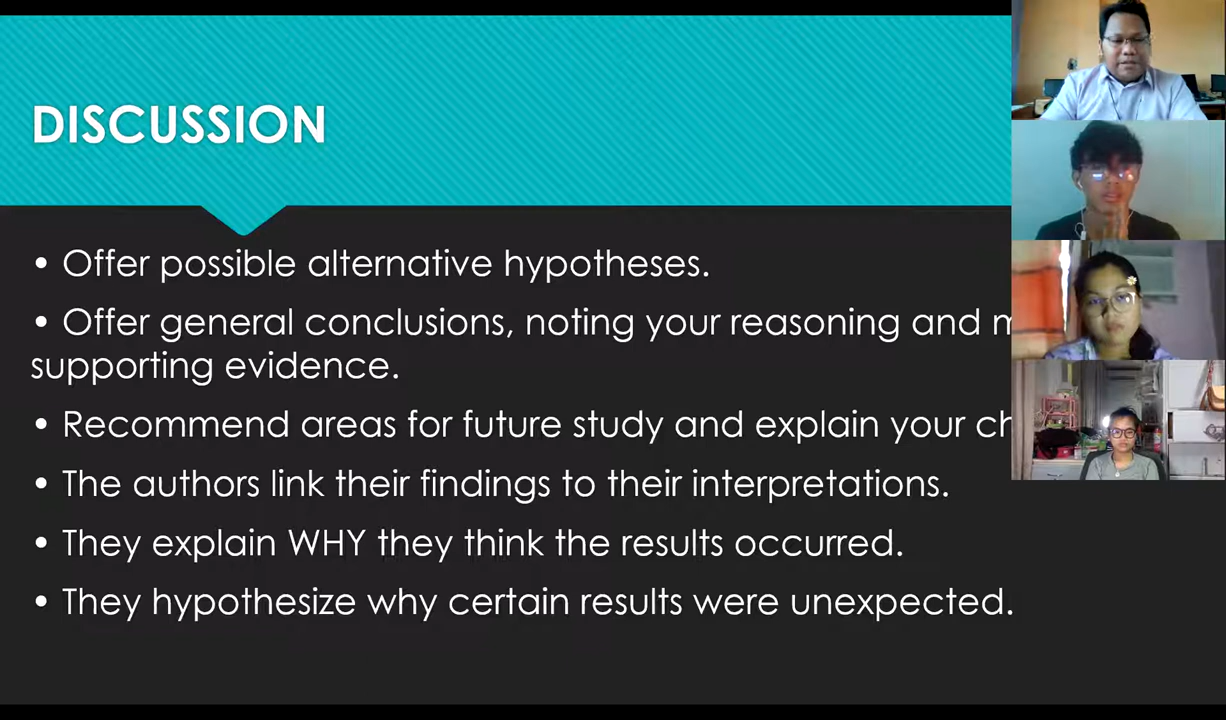 DISCUSSION
• Offer possible alternative hypotheses.
• Offer general conclusions, noting your reasoning and
supporting evidence.
• Recommend areas for future study and explain your
• The authors link their findings to their interpretations.
• They explain WHY they think the results occurred.
• They hypothesize why certain results were unexpected.